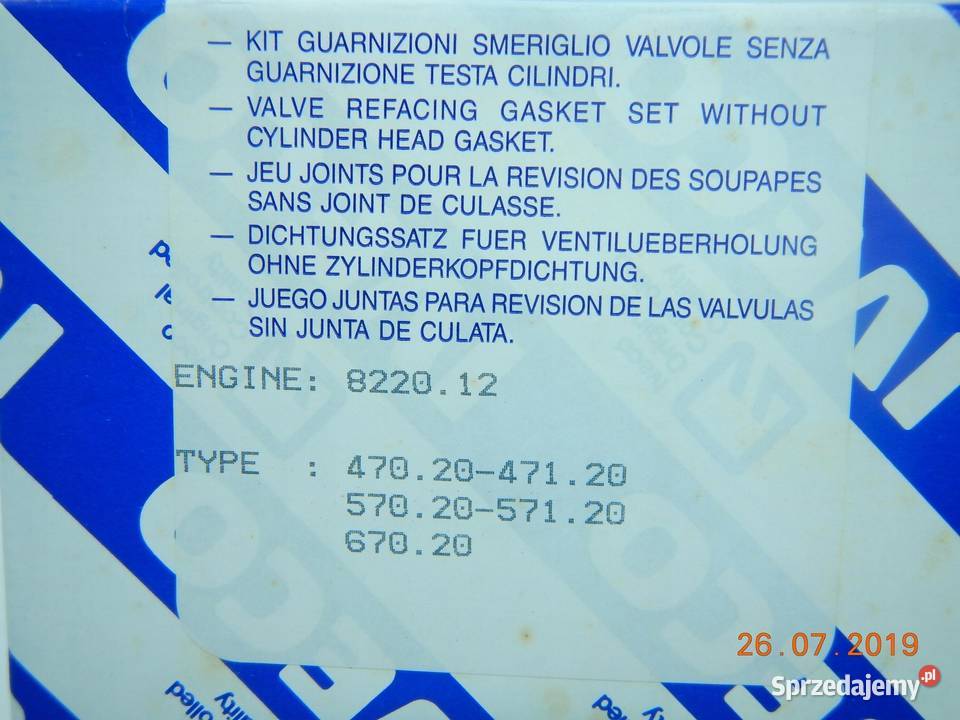 — KIT GUARNIZIONI SMERIGLIO VALVOLE SENZA
GUARNIZIONE TESTA CILINDRI.
— VALVE REFACING GASKET SET WITHOUT
CYLINDER HEAD GASKET.
— JEU JOINTS POUR LA REVISION DES SOUPAPES
SANS JOINT DE CULASSE.
— DICHTUNGSSATZ FUER VENTILUEBERHOLUNG
OHNE ZYLINDERKOPFDICHTUNG.
— JUEGO JUNTAS PARA REVISION DE LAS VALVULAS
SIN JUNTA DE CULATA.
ENGINE: 8220.12
TYPE : 470.20-471.20
570.20-571.20
670.20
26.07.2019
Sprzedajemy.pl